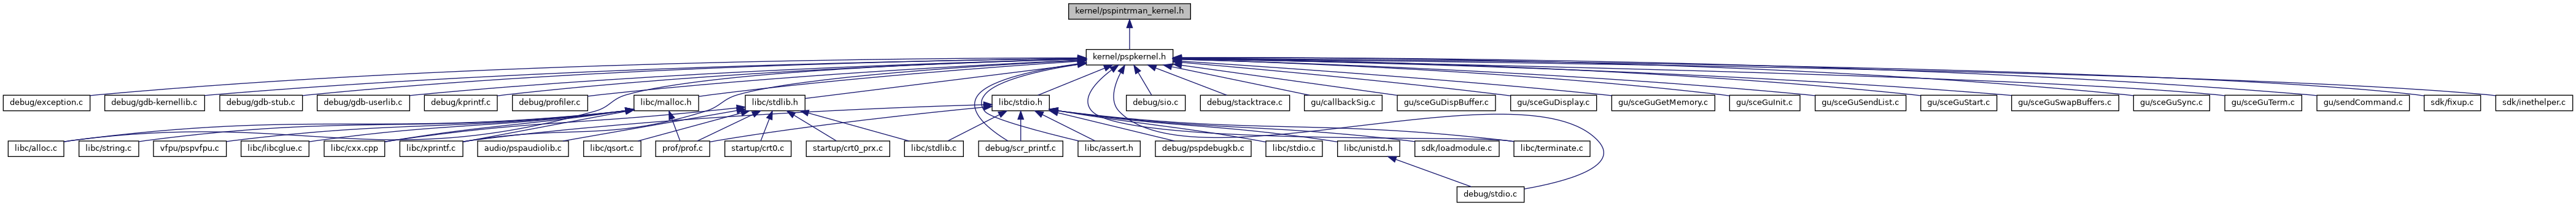 kernel/pspintrman_kernel.h
kernel/pspkernel.h
debug/exception.c
debug/gdb-kernellib.c
debug/gdb-stub.c
debug/gdb-userlib.c
debug/kprintf.c
debug/profiler.c
libc/malloc.h
libc/stdlib.h
libc/stdio.h
debug/sio.c
debug/stacktrace.c
gu/callbackSig.c
gu/sceGuDispBuffer.c
gu/sceGuDisplay.c
gu/sceGuGetMemory.c
gu/sceGuInit.c
gu/sceGuSendList.c
gu/sceGuStart.c
gu/sceGuSwapBuffers.c
gu/sceGuSync.c
gu/sceGuTerm.c
gu/sendCommand.c
sdk/fixup.c
sdk/inethelper.c
libc/alloc.c
libc/string.c
vfpu/pspvfpu.c
libc/libcglue.c
libc/cxx.cpp
libc/xprintf.c
audio/pspaudiolib.c
libc/qsort.c
prof/prof.c
startup/crt0.c
startup/crt0_prx.c
libc/stdlib.c
debug/scr_printf.c
libc/assert.h
debug/pspdebugkb.c
libc/stdio.c
libc/unistd.h
sdk/loadmodule.c
libc/terminate.c
debug/stdio.c